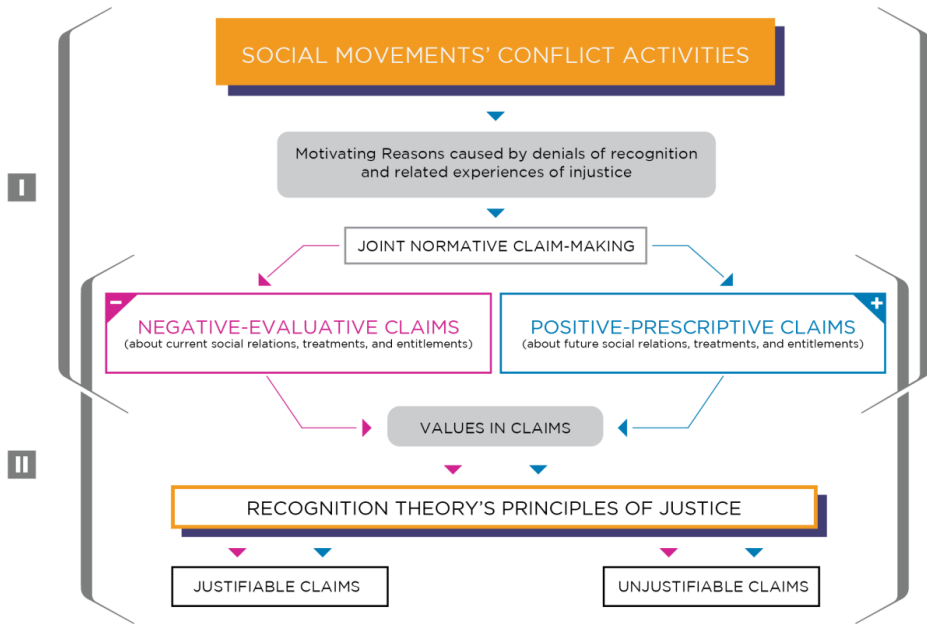 SOCIAL MOVEMENTS' CONFLICT ACTIVITIES
Motivating Reasons caused by denials of recognition
and related experiences of injustice
I
JOINT NORMATIVE CLAIM-MAKING
–
NEGATIVE-EVALUATIVE CLAIMS
(about current social relations, treatments, and entitlements)
+
POSITIVE-PRESCRIPTIVE CLAIMS
(about future social relations, treatments, and entitlements)
VALUES IN CLAIMS
II
RECOGNITION THEORY'S PRINCIPLES OF JUSTICE
JUSTIFIABLE CLAIMS
UNJUSTIFIABLE CLAIMS